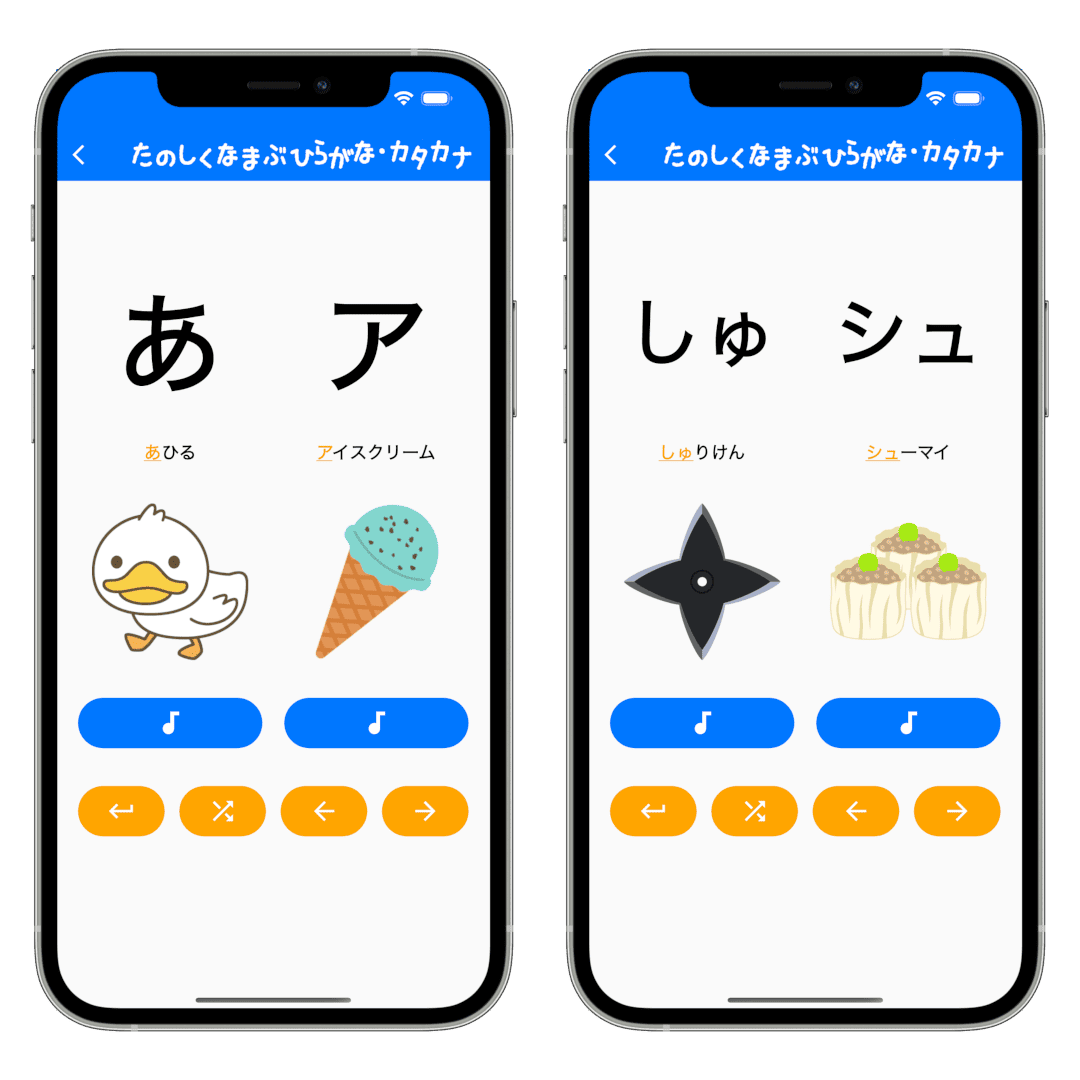 たのしくなまぶひらがな・カタカナ
あ ア
あひる アイスクリーム
たのしくなまぶひらがな・カタカナ
しゅ シュ
しゅりけん シューマイ